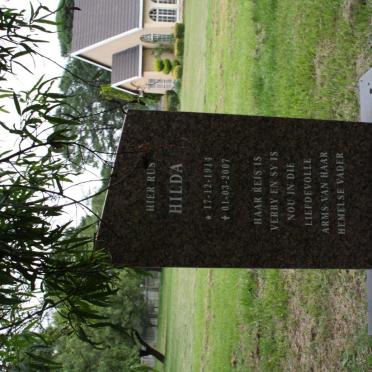 HIER RUS
HILDA
* 17-12-1914
+ 01-03-2007
HAAR REIS IS
VERBY EN SY IS
NOU IN DIE
LIEFDEVOLLE
ARMS VAN HAAR
HEMELSE VADER